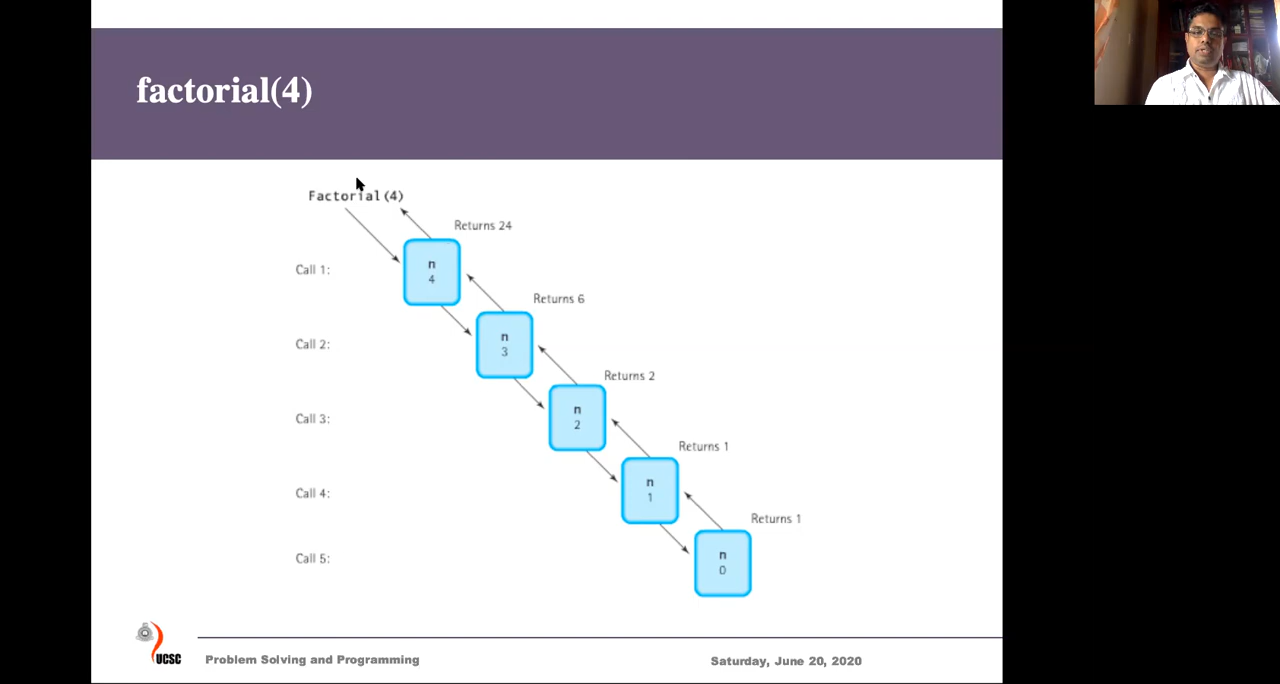 factorial(4)
Factorial(4)
Returns 24
Call 1:
n
4
Returns 6
Call 2:
n
3
Returns 2
Call 3:
n
2
Returns 1
Call 4:
n
1
Returns 1
Call 5:
n
0
UCSC
Problem Solving and Programming
Saturday, June 20, 2020